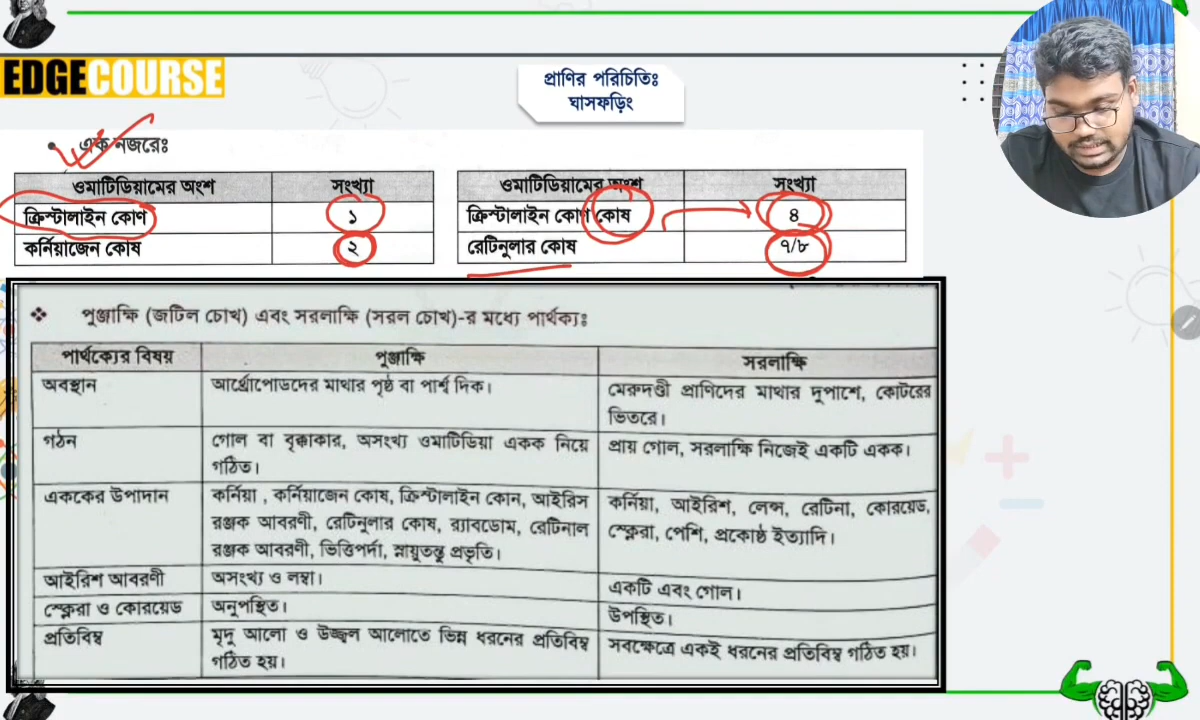 EDGECOURSE
প্রাণির পরিচিতিঃ
ঘাসফড়িং
এক নজরেঃ
ওমাটিডিয়ামের অংশ সংখ্যা
ক্রিস্টালাইন কোণ ১
কর্নিয়াজেন কোষ ২
ওমাটিডিয়ামের অংশ সংখ্যা
ক্রিস্টালাইন কোণ কোষ ৪
রেটিনুলার কোষ ৭/৮
❖ পুঞ্জাক্ষি (জটিল চোখ) এবং সরলাক্ষি (সরল চোখ)-র মধ্যে পার্থক্যঃ
পার্থক্যের বিষয় পুঞ্জাক্ষি সরলাক্ষি
অবস্থান আর্থ্রোপোডদের মাথার পৃষ্ঠ বা পার্শ্ব দিক। মেরুদণ্ডী প্রাণিদের মাথার দুপাশে, কোটরের
ভিতরে।
গঠন গোল বা বৃক্কাকার, অসংখ্য ওমাটিডিয়া একক নিয়ে প্রায় গোল, সরলাক্ষি নিজেই একটি একক।
গঠিত।
এককের উপাদান কর্নিয়া , কর্নিয়াজেন কোষ, ক্রিস্টালাইন কোন, আইরিস কর্নিয়া, আইরিশ, লেন্স, রেটিনা, কোরয়েড,
রঞ্জক আবরণী, রেটিনুলার কোষ, র‍্যাবডোম, রেটিনাল স্ক্লেরা, পেশি, প্রকোষ্ঠ ইত্যাদি।
রঞ্জক আবরণী, ভিত্তিপর্দা, স্নায়ুতন্তু প্রভৃতি।
আইরিশ আবরণী অসংখ্য ও লম্বা। একটি এবং গোল।
স্ক্লেরা ও কোরয়েড অনুপস্থিত। উপস্থিত।
প্রতিবিম্ব মৃদু আলো ও উজ্জ্বল আলোতে ভিন্ন ধরনের প্রতিবিম্ব সবক্ষেত্রে একই ধরনের প্রতিবিম্ব গঠিত হয়।
গঠিত হয়।